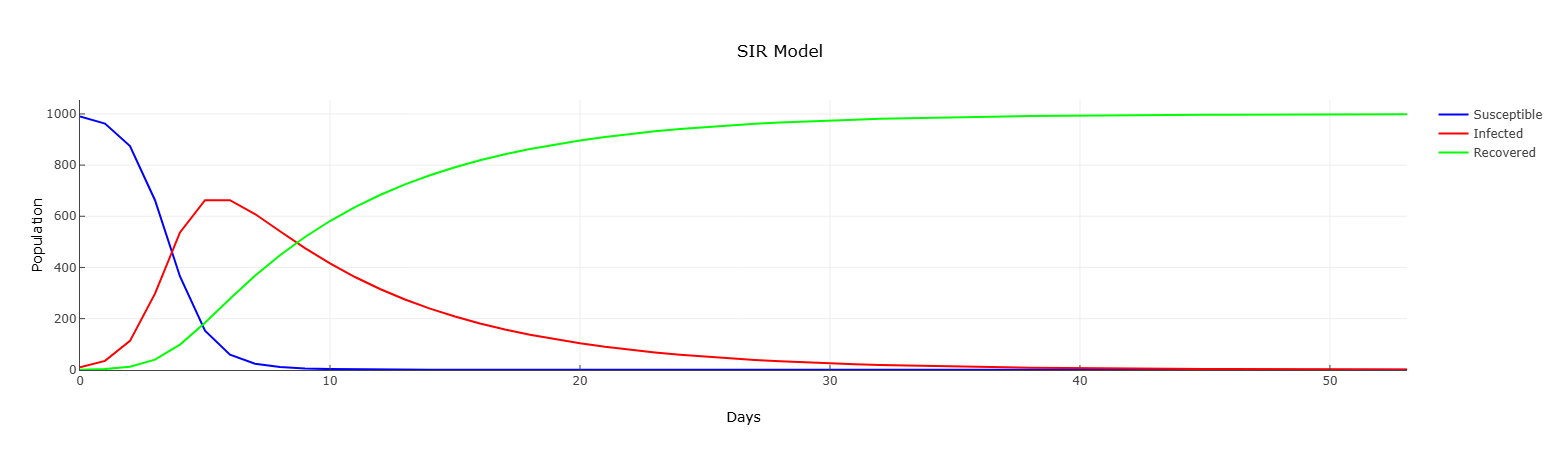 SIR Model
1000
800
600
400
200
0
Population
0 10 20 30 40 50
Days
Susceptible
Infected
Recovered